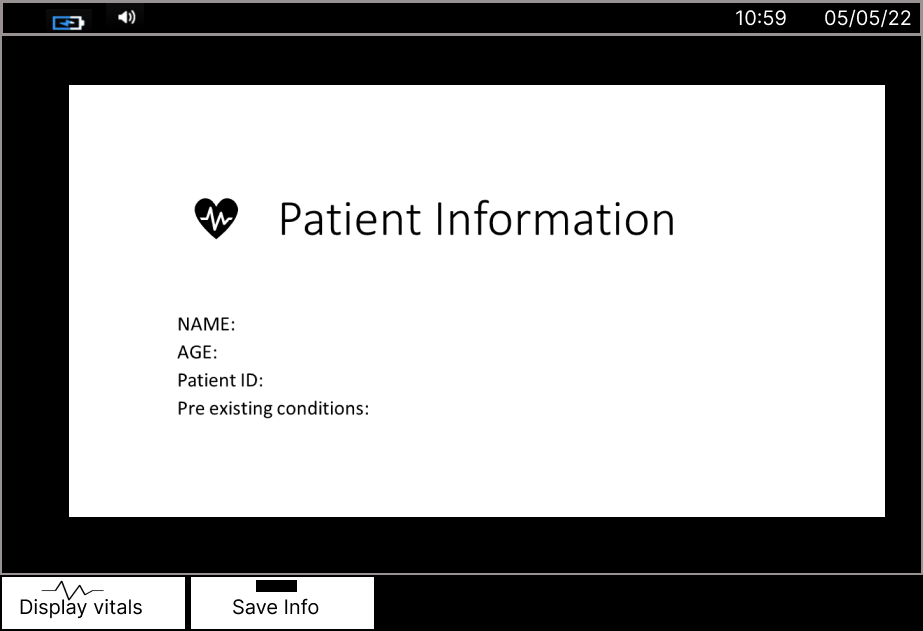 10:59 05/05/22
Patient Information
NAME:
AGE:
Patient ID:
Pre existing conditions:
Display vitals
Save Info